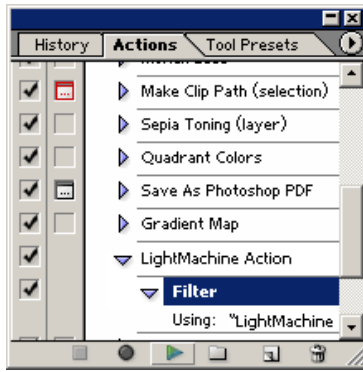 History Actions Tool Presets
Make Clip Path (selection)
Sepia Toning (layer)
Quadrant Colors
Save As Photoshop PDF
Gradient Map
LightMachine Action
Filter
Using: "LightMachine